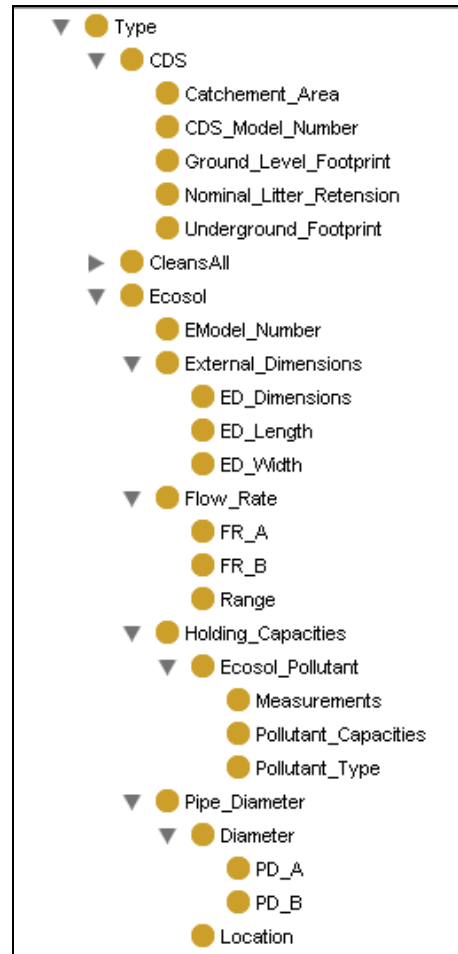 Type
CDS
Catchement_Area
CDS_Model_Number
Ground_Level_Footprint
Nominal_Litter_Retension
Underground_Footprint
CleansAll
Ecosol
EModel_Number
External_Dimensions
ED_Dimensions
ED_Length
ED_Width
Flow_Rate
FR_A
FR_B
Range
Holding_Capacities
Ecosol_Pollutant
Measurements
Pollutant_Capacities
Pollutant_Type
Pipe_Diameter
Diameter
PD_A
PD_B
Location